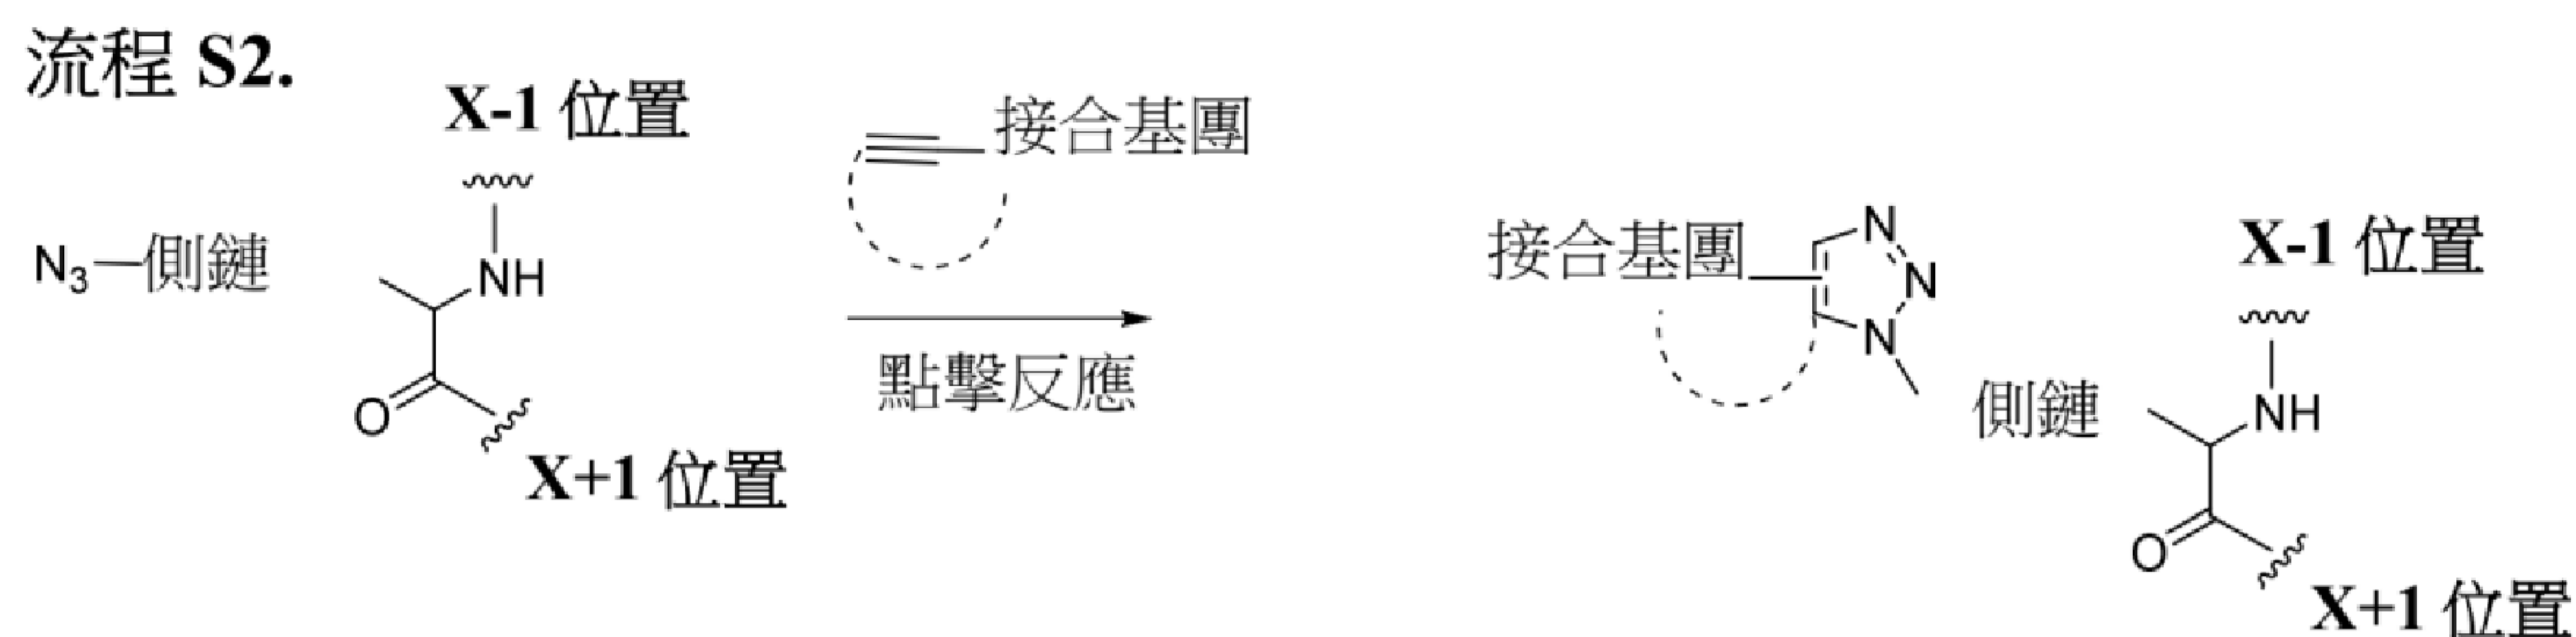 流程 S2.
X-1 位置
N3—側鏈
NH
O
X+1 位置
接合基團
點擊反應
接合基團
N
N
N
側鏈
X-1 位置
NH
O
X+1 位置